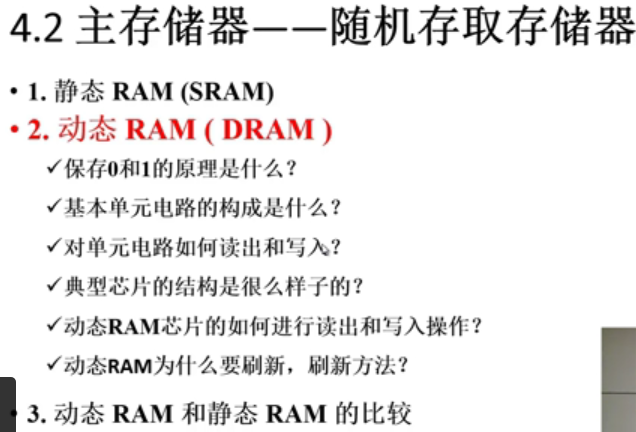 4.2 主存储器——随机存取存储器
• 1. 静态 RAM (SRAM)
• 2. 动态 RAM ( DRAM )
✓保存0和1的原理是什么?
✓基本单元电路的构成是什么?
✓对单元电路如何读出和写入?
✓典型芯片的结构是很么样子的?
✓动态RAM芯片的如何进行读出和写入操作?
✓动态RAM为什么要刷新，刷新方法?
• 3. 动态 RAM 和静态 RAM 的比较